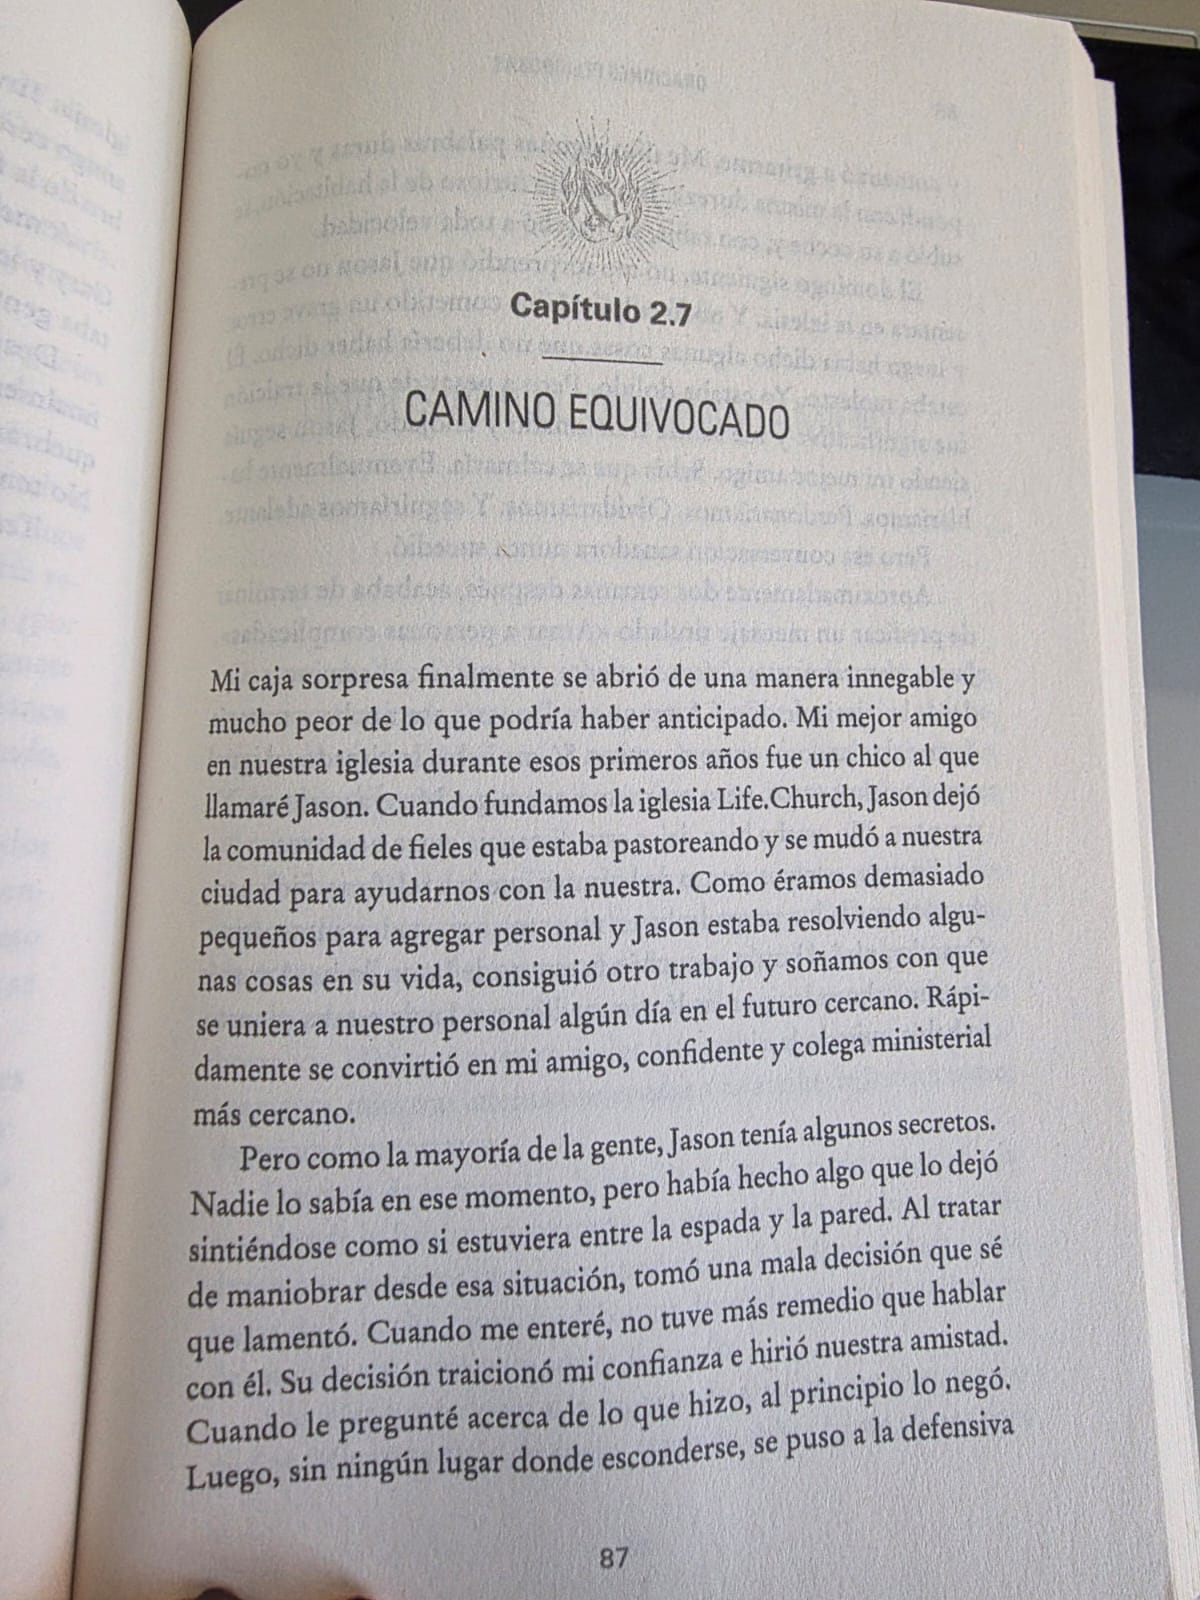 Capítulo 2.7
CAMINO EQUIVOCADO
Mi caja sorpresa finalmente se abrió de una manera innegable y
mucho peor de lo que podría haber anticipado. Mi mejor amigo
en nuestra iglesia durante esos primeros años fue un chico al que
llamaré Jason. Cuando fundamos la iglesia Life.Church, Jason dejó
la comunidad de fieles que estaba pastoreando y se mudó a nuestra
ciudad para ayudarnos con la nuestra. Como éramos demasiado
pequeños para agregar personal y Jason estaba resolviendo algu-
nas cosas en su vida, consiguió otro trabajo y soñamos con que
se uniera a nuestro personal algún día en el futuro cercano. Rápi-
damente se convirtió en mi amigo, confidente y colega ministerial
más cercano.
Pero como la mayoría de la gente, Jason tenía algunos secretos.
Nadie lo sabía en ese momento, pero había hecho algo que lo dejó
sintiéndose como si estuviera entre la espada y la pared. Al tratar
de maniobrar desde esa situación, tomó una mala decisión que sé
que lamentó. Cuando me enteré, no tuve más remedio que hablar
con él. Su decisión traicionó mi confianza e hirió nuestra amistad.
Cuando le pregunté acerca de lo que hizo, al principio lo negó.
Luego, sin ningún lugar donde esconderse, se puso a la defensiva
87